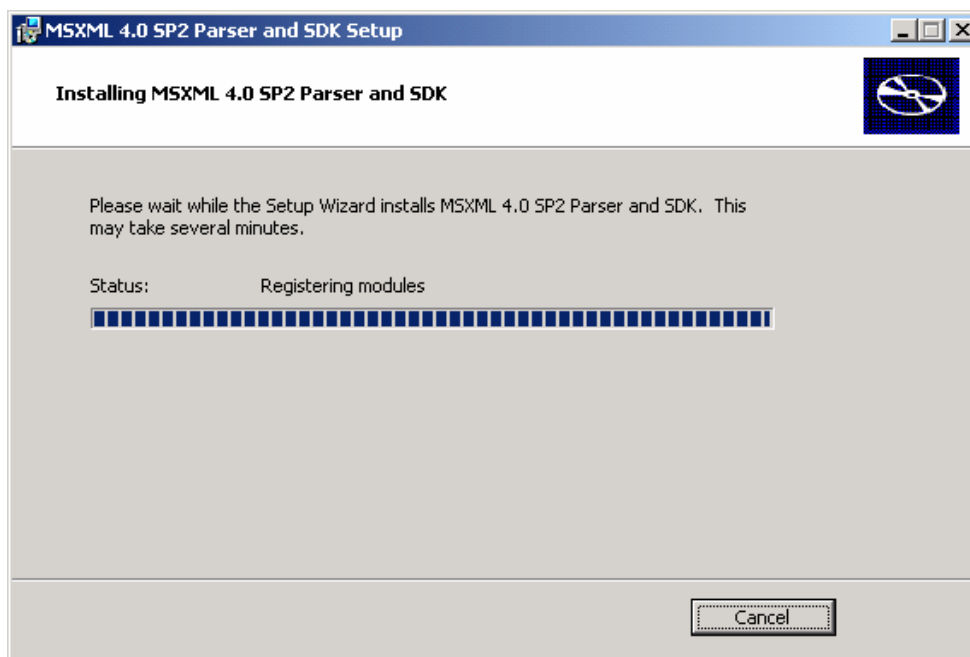 MSXML 4.0 SP2 Parser and SDK Setup
Installing MSXML 4.0 SP2 Parser and SDK
Please wait while the Setup Wizard installs MSXML 4.0 SP2 Parser and SDK.  This
may take several minutes.
Status: Registering modules
Cancel